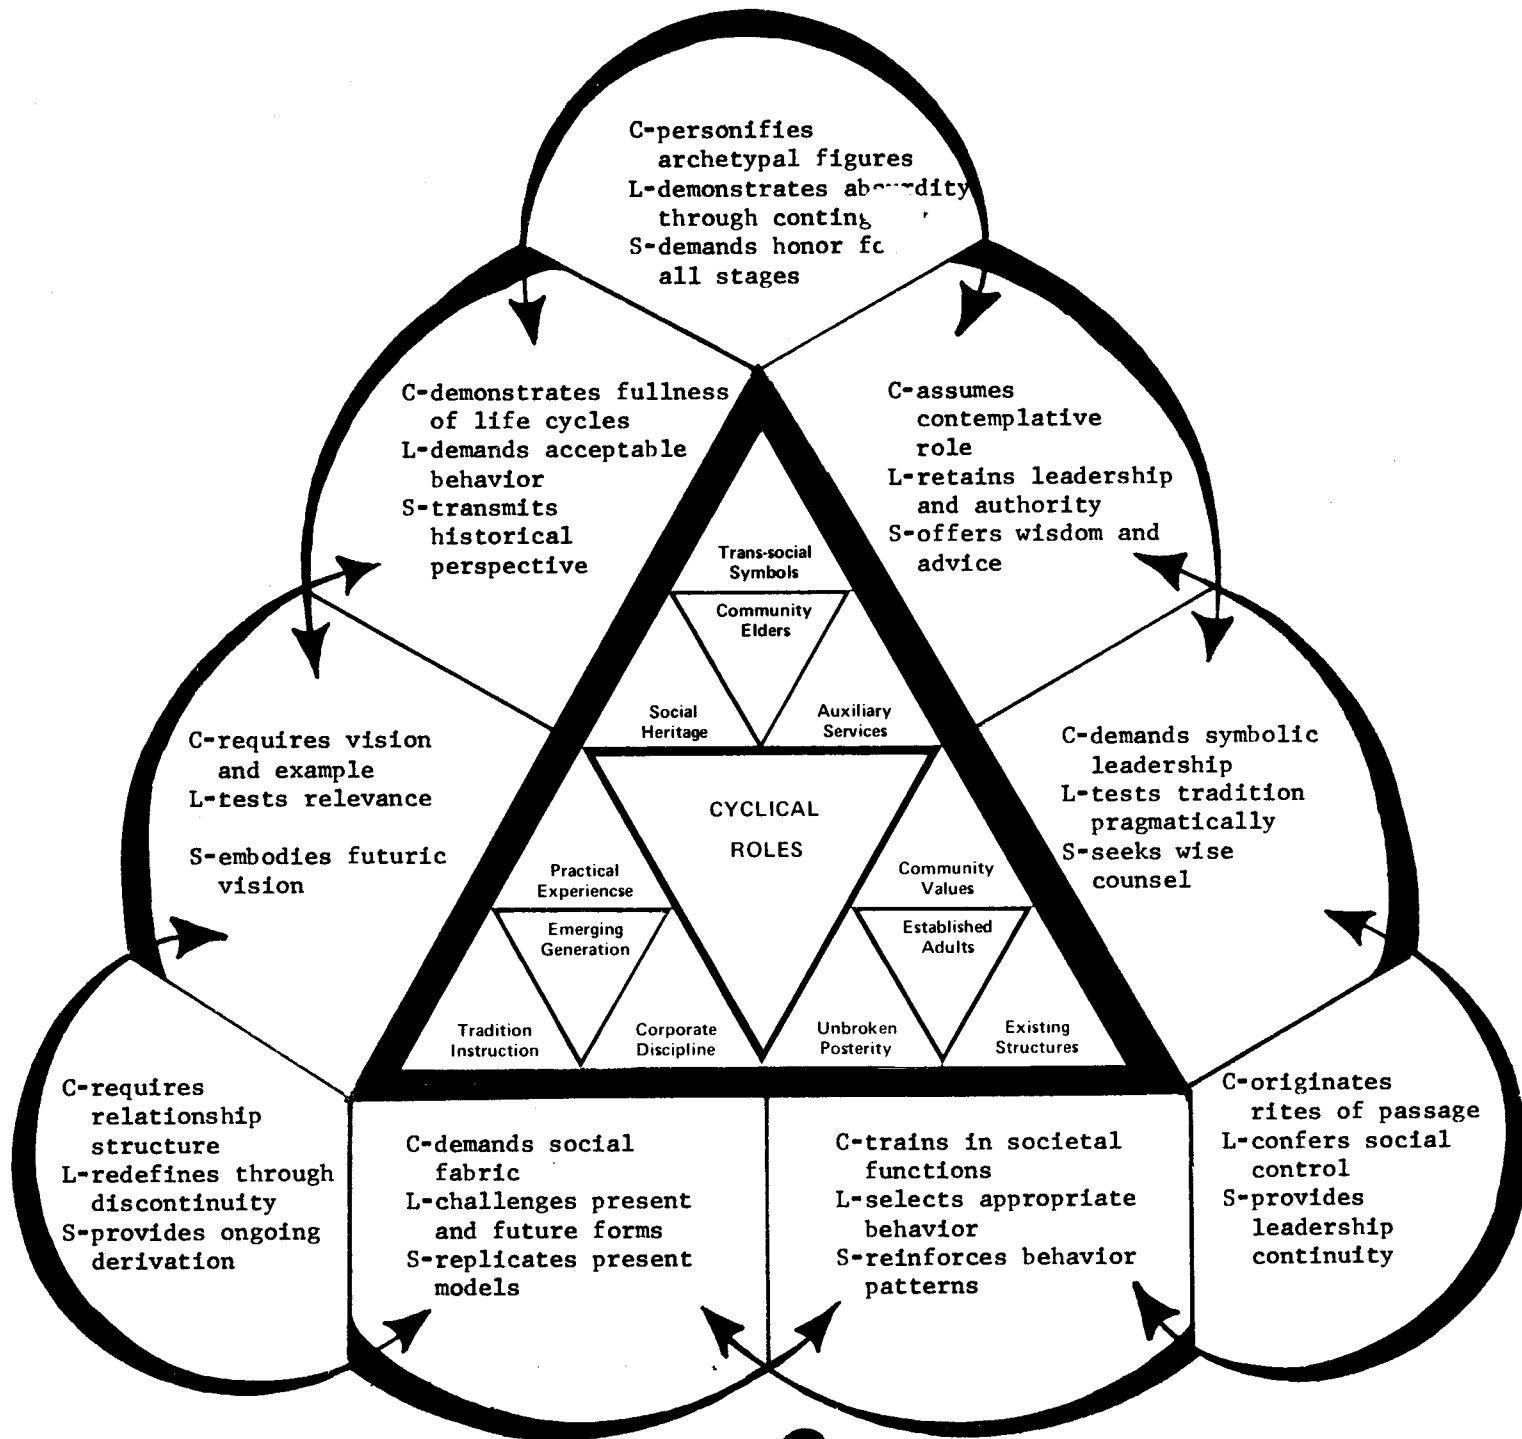 C-personifies
archetypal figures
L-demonstrates
through
S-demands honor
all stages
C-demonstrates fullness
of life cycles
L-demands acceptable
behavior
S-transmits
historical
perspective
C-assumes
contemplative
role
L-retains leadership
and authority
S-offers wisdom and
advice
Trans-social
Symbols
Community
Elders
Social
Heritage
Auxiliary
Services
C-requires vision
and example
L-tests relevance
S-embodies futuric
vision
CYCLICAL
ROLES
C-demands symbolic
leadership
L-tests tradition
pragmatically
S-seeks wise
counsel
Practical
Experiencse
Emerging
Generation
Tradition
Instruction
Corporate
Discipline
Community
Values
Established
Adults
Unbroken
Posterity
Existing
Structures
C-requires
relationship
structure
L-redefines through
discontinuity
S-provides ongoing
derivation
C-demands social
fabric
L-challenges present
and future forms
S-replicates present
models
C-trains in societal
functions
L-selects appropriate
behavior
S-reinforces behavior
patterns
C-originates
rites of passage
L-confers social
control
S-provides
leadership
continuity